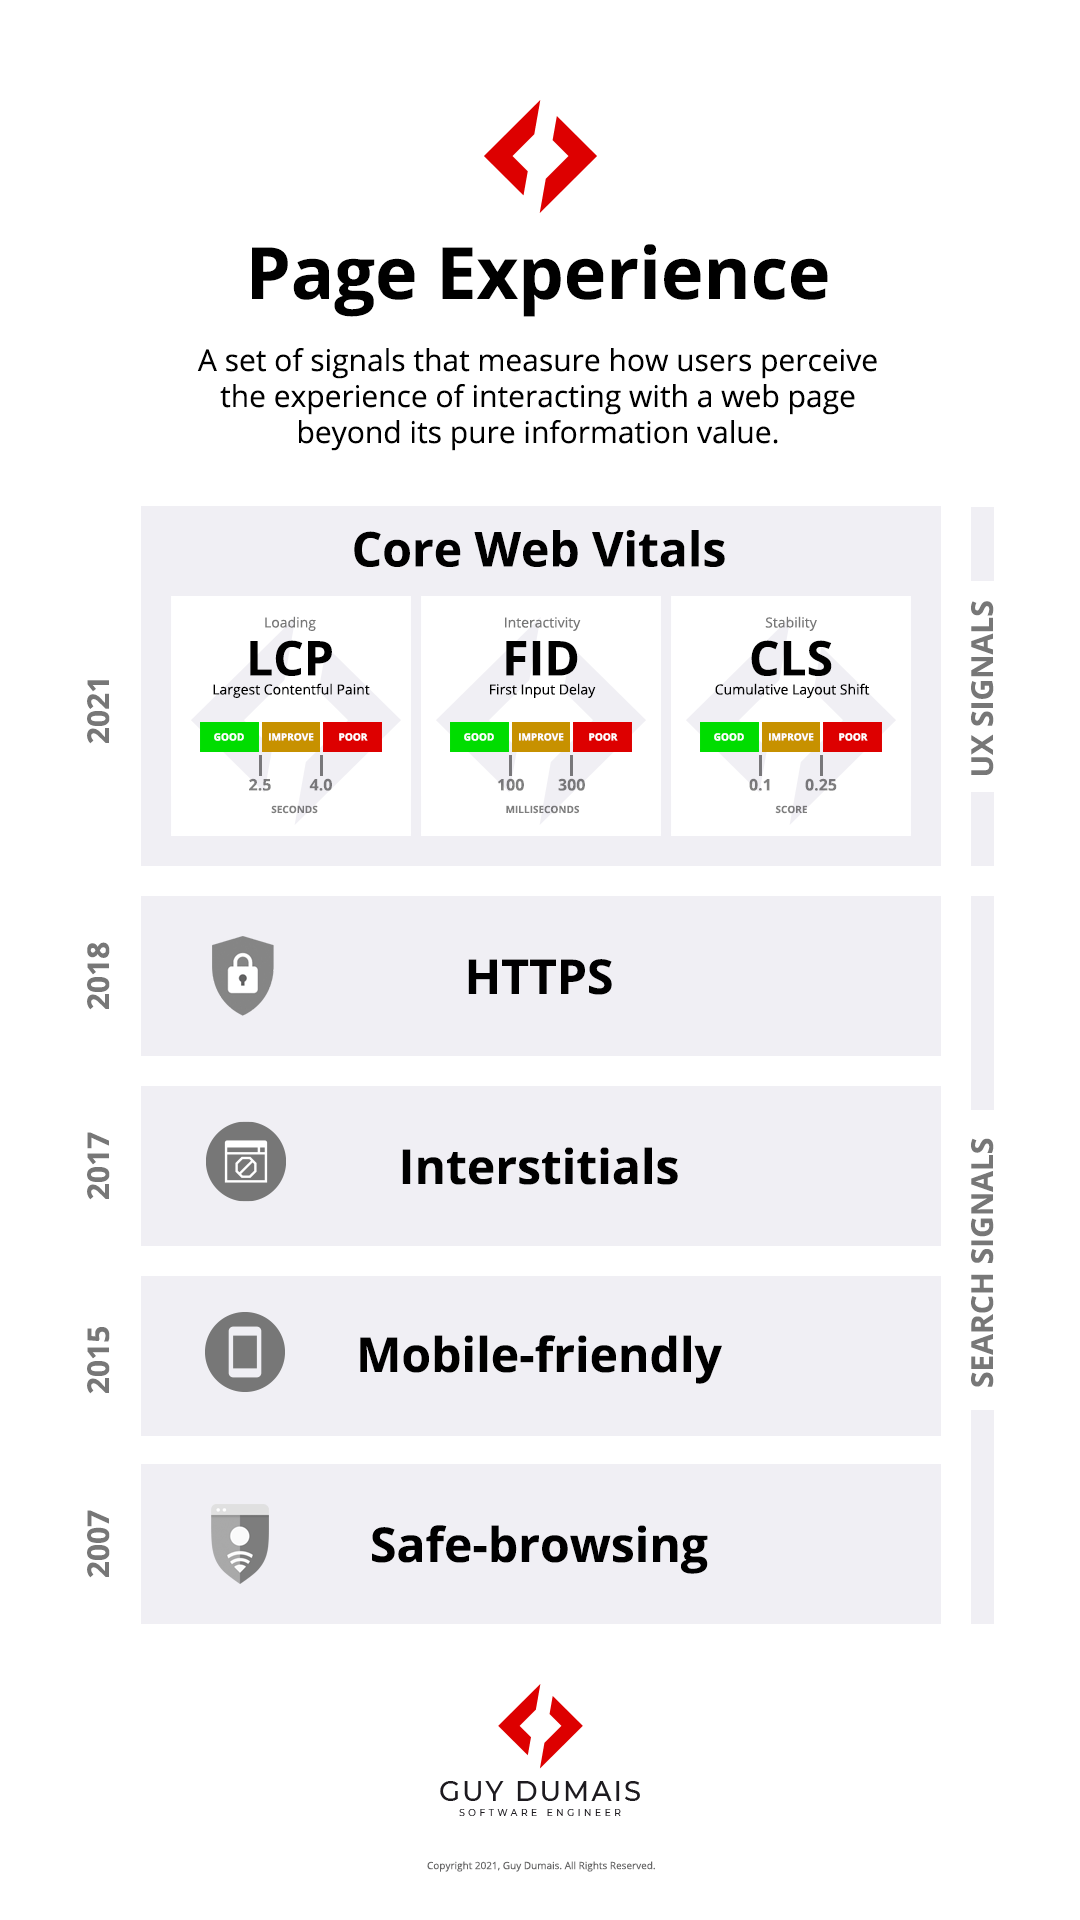 Page Experience
A set of signals that measure how users perceive
the experience of interacting with a web page
beyond its pure information value.
2021
Core Web Vitals
Loading
LCP
Largest Contentful Paint
GOOD IMPROVE POOR
2.5 4.0
SECONDS
Interactivity
FID
First Input Delay
GOOD IMPROVE POOR
100 300
MILLISECONDS
Stability
CLS
Cumulative Layout Shift
GOOD IMPROVE POOR
0.1 0.25
SCORE
UX SIGNALS
2018
HTTPS
2017
Interstitials
2015
Mobile-friendly
2007
Safe-browsing
SEARCH SIGNALS
GUY DUMAIS
SOFTWARE ENGINEER
Copyright 2021, Guy Dumais. All Rights Reserved.